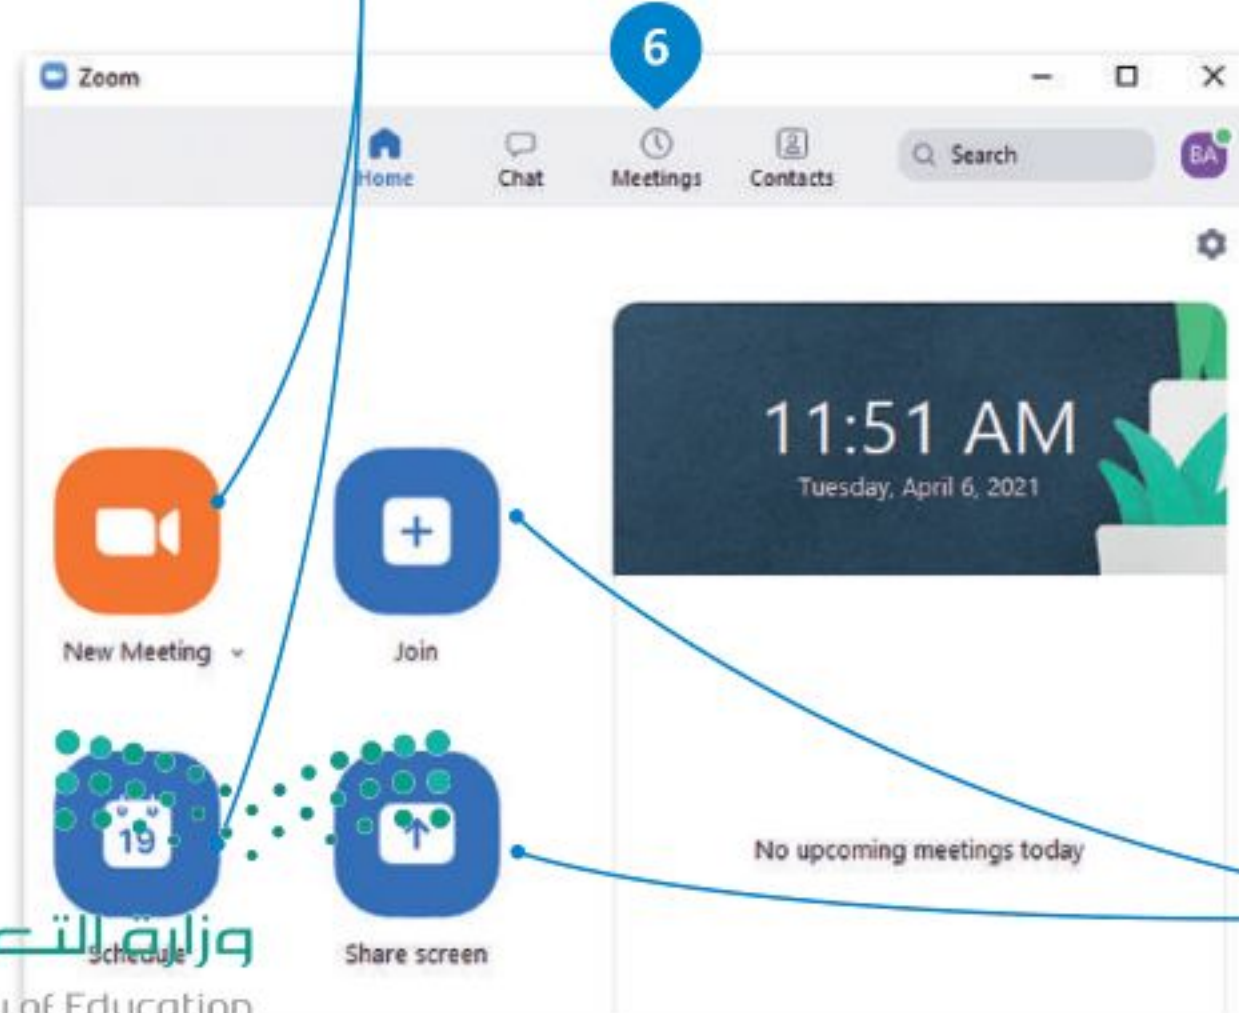 6
Zoom
Home Chat Meetings Contacts Search BA
11:51 AM
Tuesday, April 6, 2021
New Meeting Join
No upcoming meetings today
19
Schedule Share screen
وزارة التـع
of Education